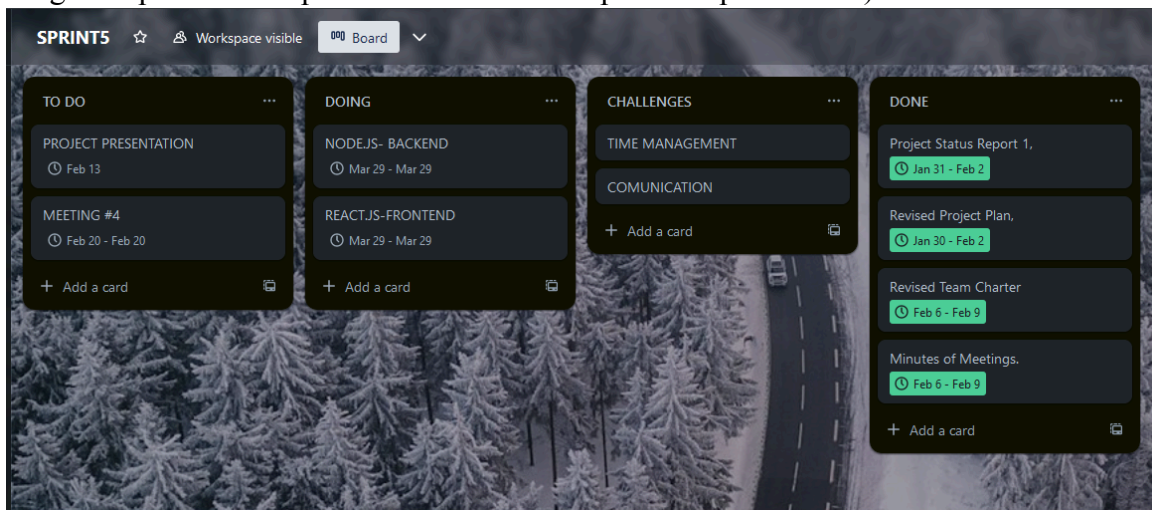 SPRINT5 Workspace visible Board
TO DO
PROJECT PRESENTATION
Feb 13
MEETING #4
Feb 20 - Feb 20
+ Add a card
DOING
NODE.JS- BACKEND
Mar 29 - Mar 29
REACT.JS-FRONTEND
Mar 29 - Mar 29
+ Add a card
CHALLENGES
TIME MANAGEMENT
COMUNICATION
+ Add a card
DONE
Project Status Report 1,
Jan 31 - Feb 2
Revised Project Plan,
Jan 30 - Feb 2
Revised Team Charter
Feb 6 - Feb 9
Minutes of Meetings.
Feb 6 - Feb 9
+ Add a card